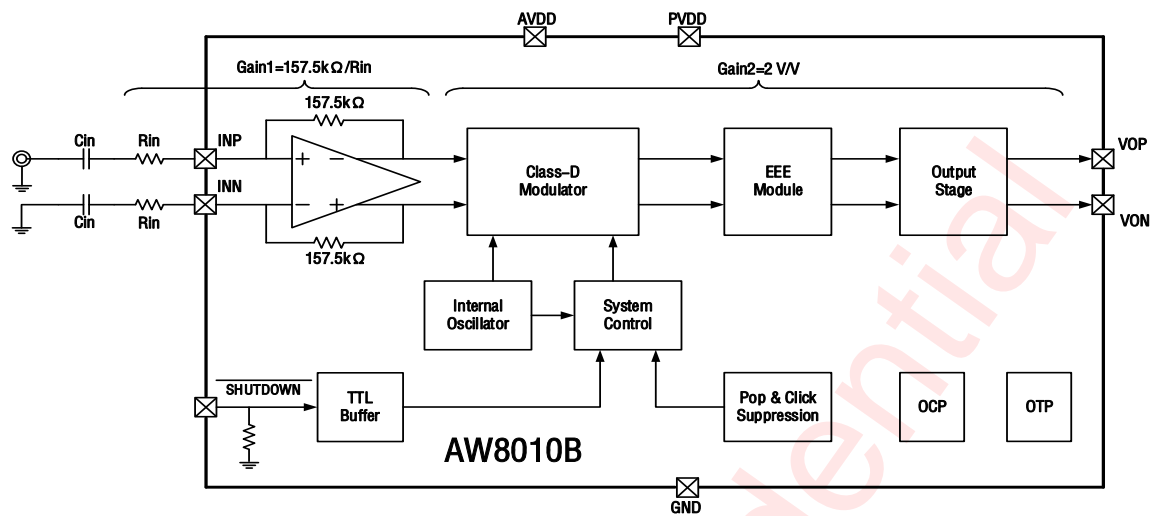 AVDD
PVDD
Gain1=157.5kΩ/Rin
Gain2=2 V/V
157.5kΩ
Cin
Rin
INP
VOP
Class-D
Modulator
EEE
Module
Output
Stage
INN
Cin
Rin
VON
157.5kΩ
Internal
Oscillator
System
Control
SHUTDOWN
TTL
Buffer
Pop & Click
Suppression
OCP
OTP
AW8010B
GND